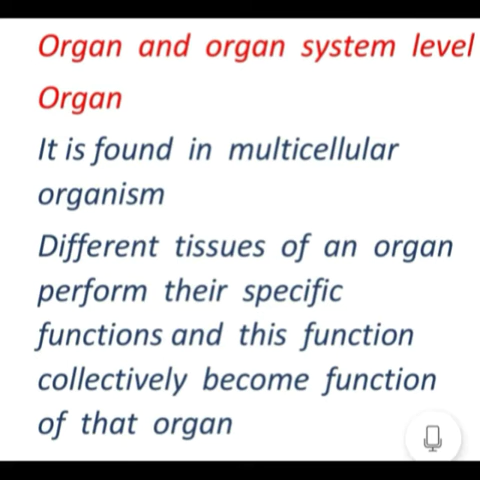 Organ and organ system level
Organ
It is found in multicellular
organism
Different tissues of an organ
perform their specific
functions and this function
collectively become function
of that organ